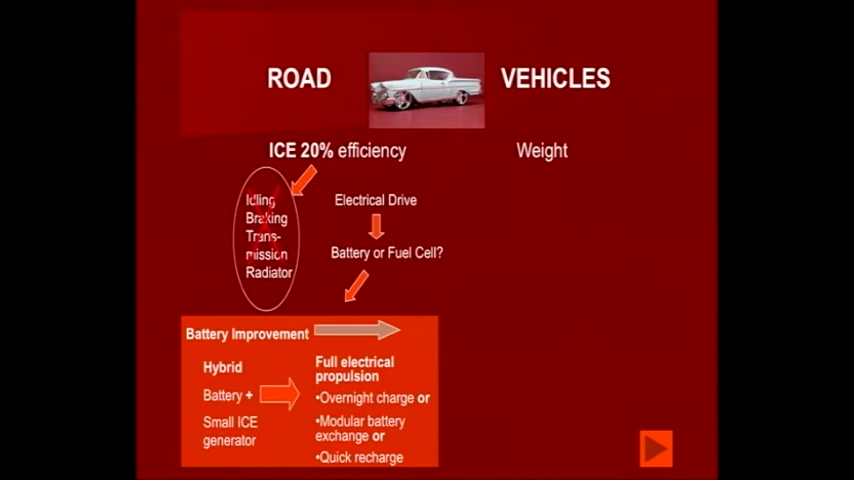 ROAD VEHICLES
ICE 20% efficiency
Weight
Idling
Braking
Trans-
mission
Radiator
Electrical Drive
Battery or Fuel Cell?
Battery Improvement
Hybrid
Battery +
Small ICE
generator
Full electrical
propulsion
•Overnight charge or
•Modular battery
exchange or
•Quick recharge